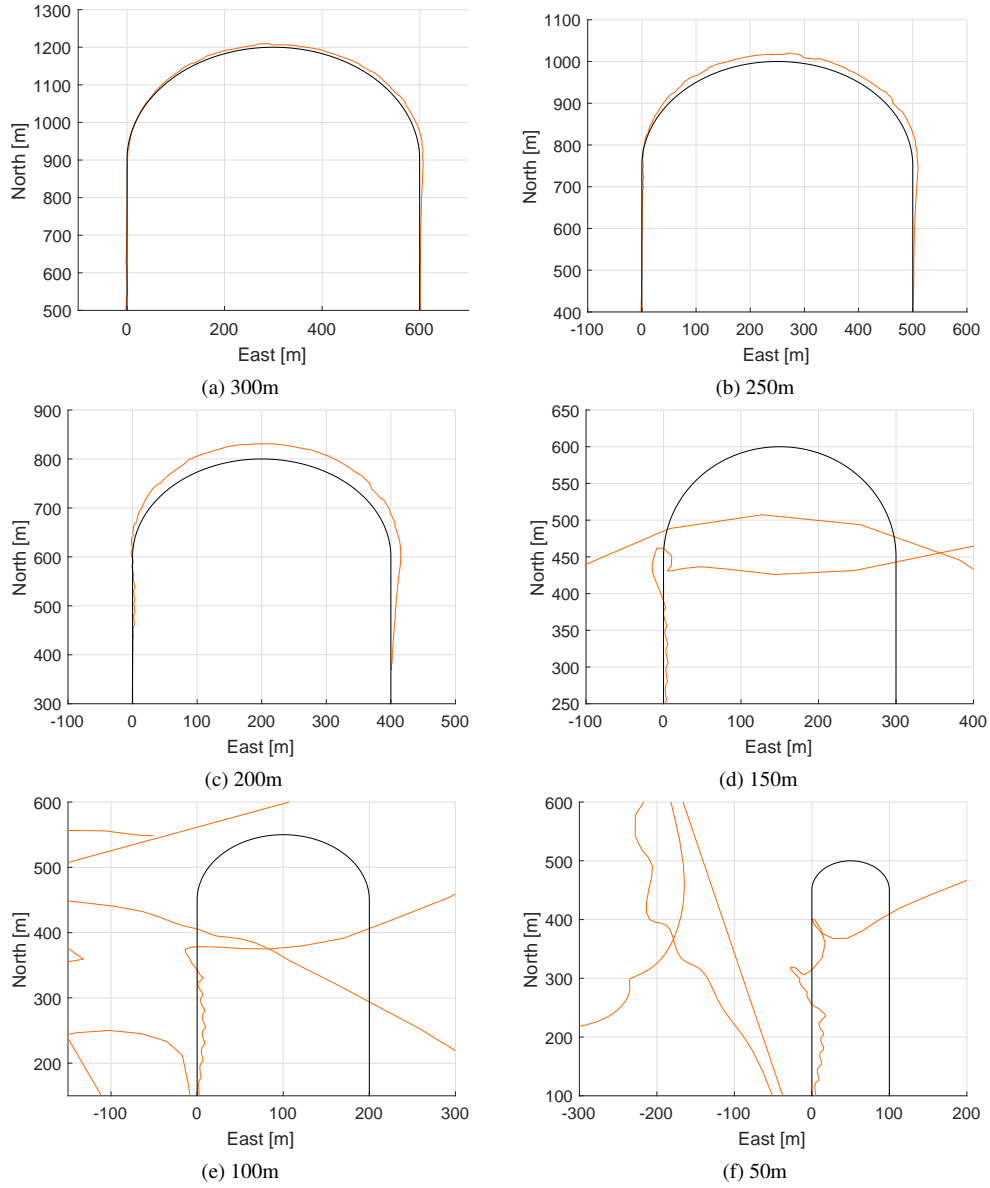 1300
1200
1100
1000
900
800
700
600
500
North [m]
0 200 400 600
East [m]
(a) 300m
1100
1000
900
800
700
600
500
400
North [m]
-100 0 100 200 300 400 500 600
East [m]
(b) 250m
900
800
700
600
500
400
300
North [m]
-100 0 100 200 300 400 500
East [m]
(c) 200m
650
600
550
500
450
400
350
300
250
North [m]
-100 0 100 200 300 400
East [m]
(d) 150m
600
500
400
300
200
North [m]
-100 0 100 200 300
East [m]
(e) 100m
600
500
400
300
200
100
North [m]
-300 -200 -100 0 100 200
East [m]
(f) 50m